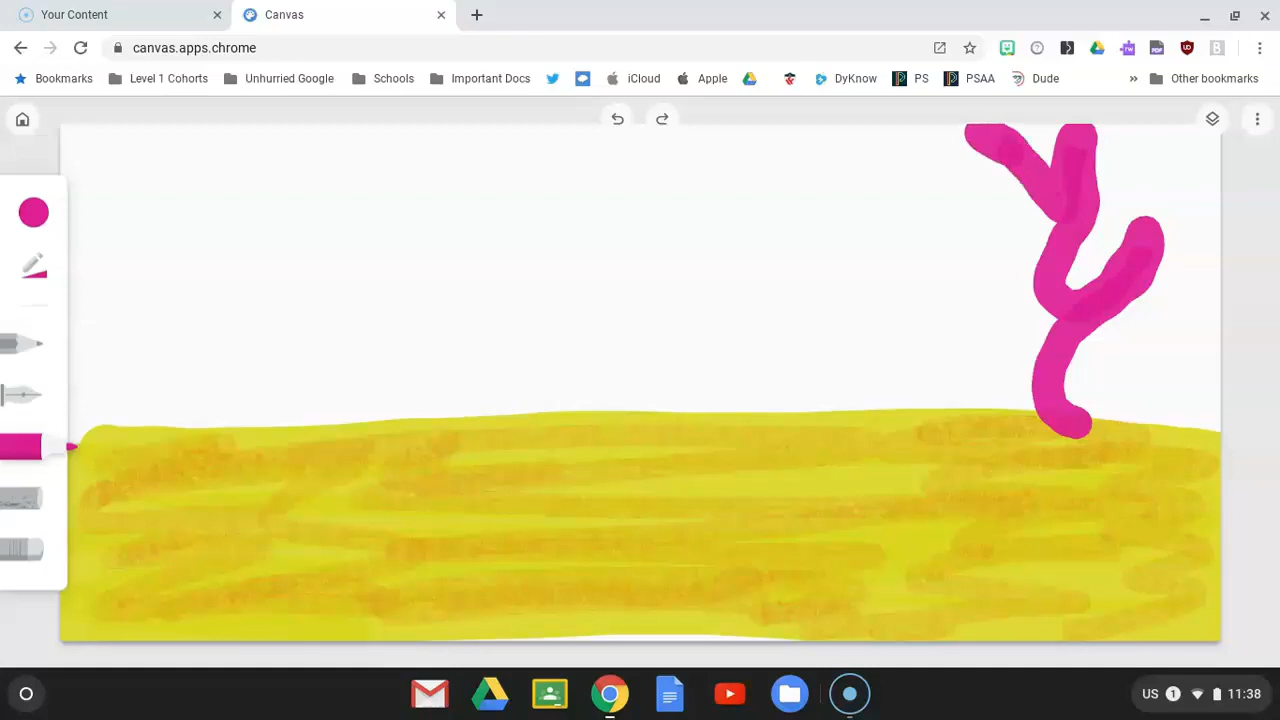 Your Content
Canvas
canvas.apps.chrome
Bookmarks Level 1 Cohorts Unhurried Google Schools Important Docs iCloud Apple DyKnow PS PSAA Dude » Other bookmarks
US 1 11:38